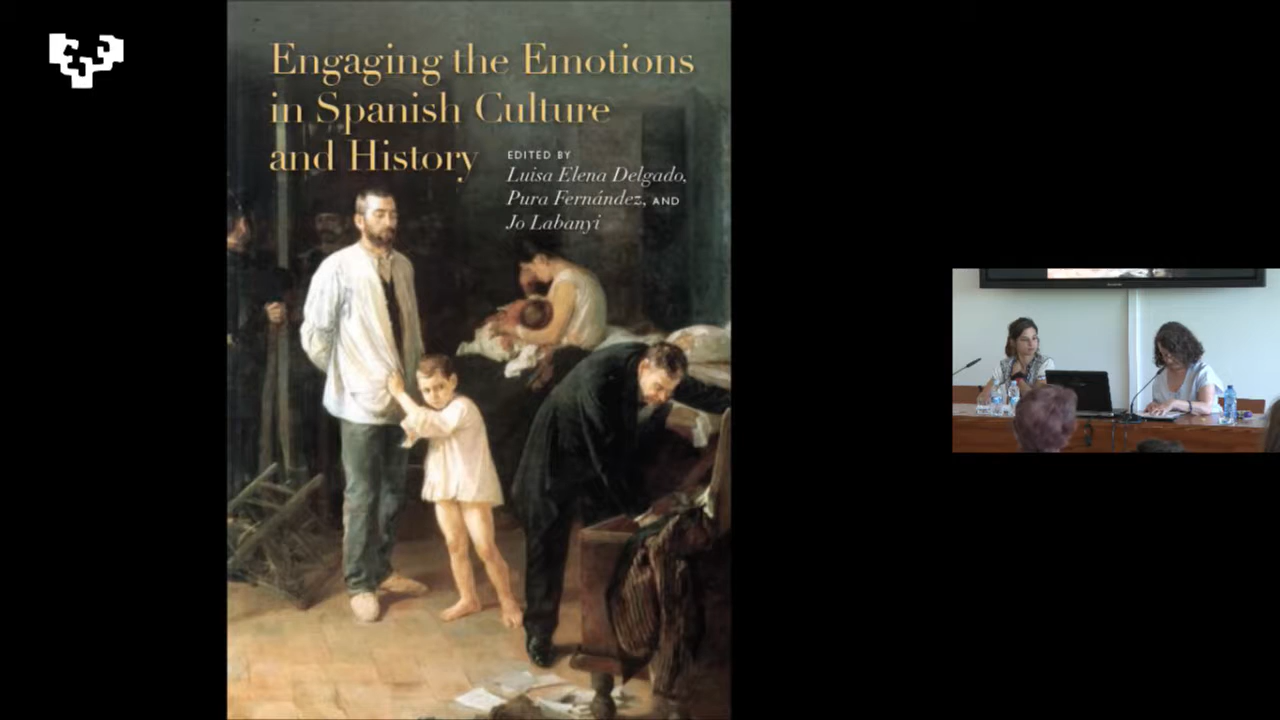 Engaging the Emotions
in Spanish Culture
and History
EDITED BY
Luisa Elena Delgado,
Pura Fernández, AND
Jo Labanyi